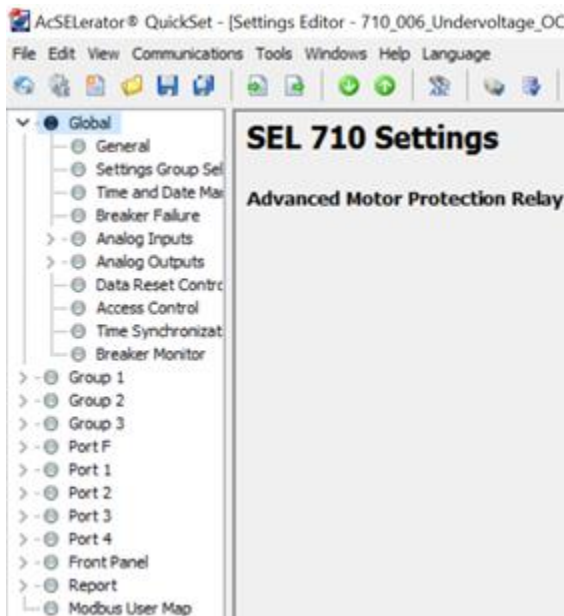 AcSELerator® QuickSet - [Settings Editor - 710_006_Undervoltage_OC
File Edit View Communications Tools Windows Help Language
Global
General
Settings Group Sel
Time and Date Mar
Breaker Failure
Analog Inputs
Analog Outputs
Data Reset Contro
Access Control
Time Synchronizat
Breaker Monitor
Group 1
Group 2
Group 3
Port F
Port 1
Port 2
Port 3
Port 4
Front Panel
Report
Modbus User Map
SEL 710 Settings
Advanced Motor Protection Relay